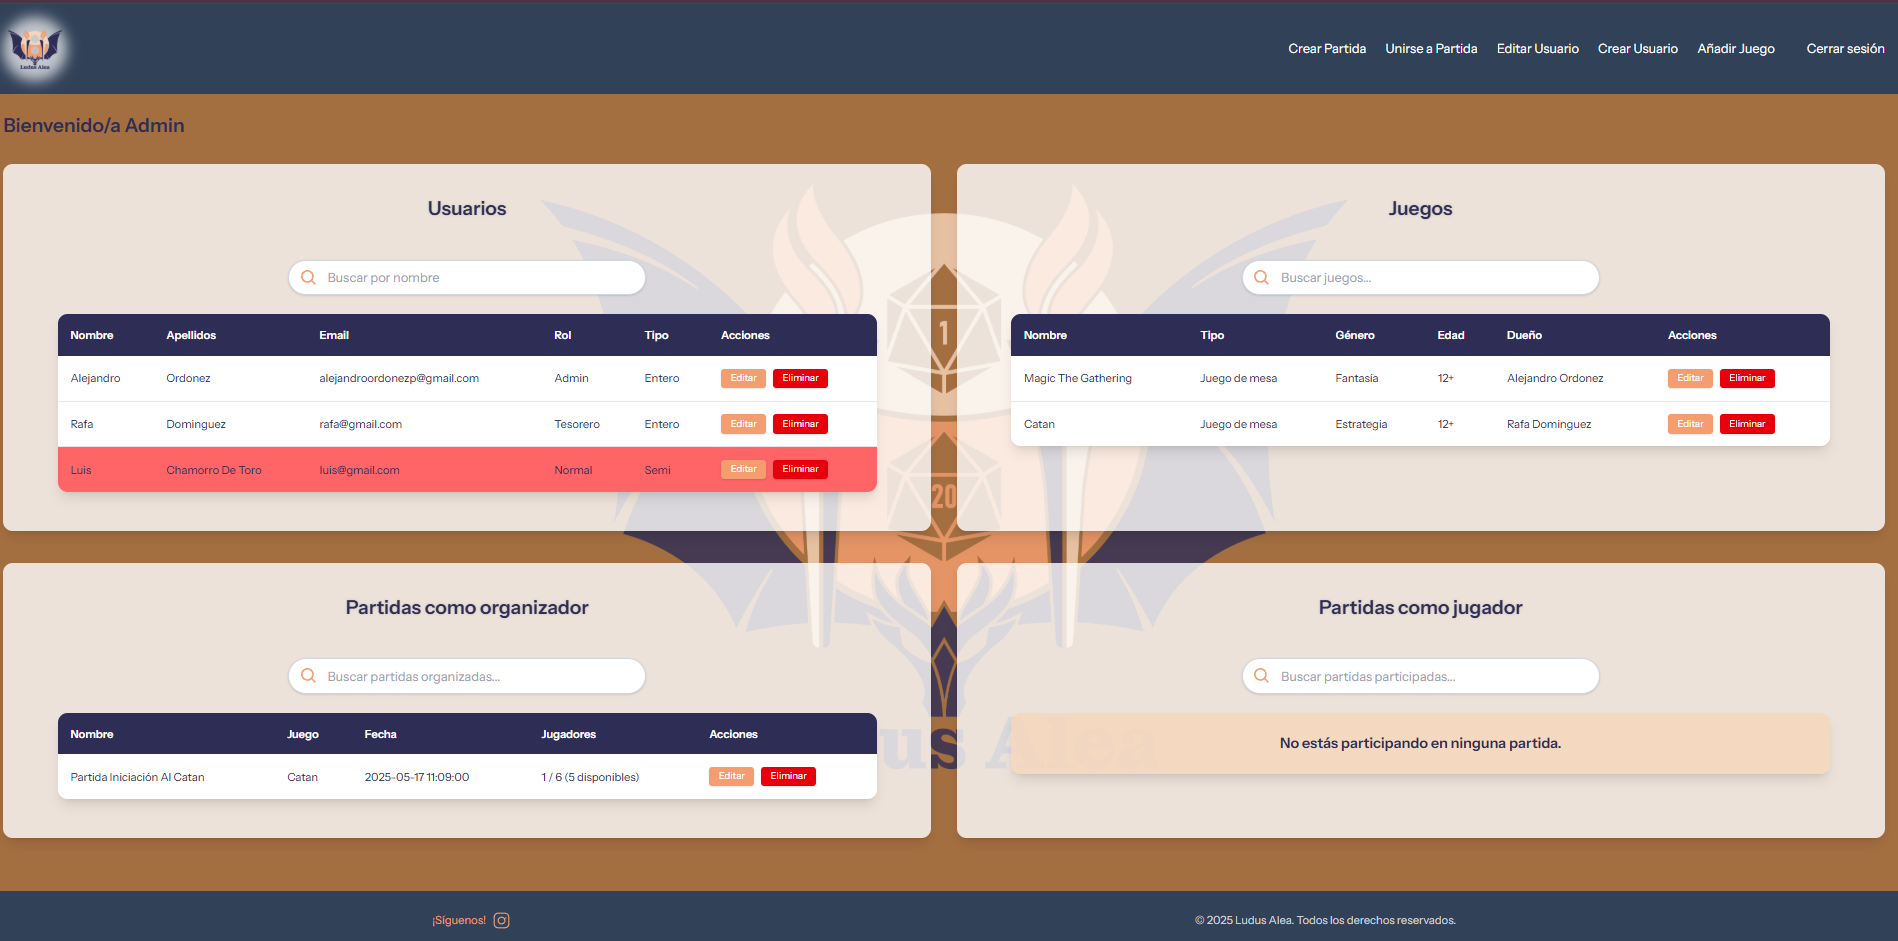 Ludus Alea
Crear Partida Unirse a Partida Editar Usuario Crear Usuario Añadir Juego Cerrar sesión
Bienvenido/a Admin
Usuarios
Buscar por nombre
Nombre Apellidos Email Rol Tipo Acciones
Alejandro Ordonez alejandroordonezp@gmail.com Admin Entero Editar Eliminar
Rafa Dominguez rafa@gmail.com Tesorero Entero Editar Eliminar
Luis Chamorro De Toro luis@gmail.com Normal Semi Editar Eliminar
Juegos
Buscar juegos...
Nombre Tipo Género Edad Dueño Acciones
Magic The Gathering Juego de mesa Fantasía 12+ Alejandro Ordonez Editar Eliminar
Catan Juego de mesa Estrategia 12+ Rafa Dominguez Editar Eliminar
1
20
Partidas como organizador
Buscar partidas organizadas...
Nombre Juego Fecha Jugadores Acciones
Partida Iniciación Al Catan Catan 2025-05-17 11:09:00 1 / 6 (5 disponibles) Editar Eliminar
Partidas como jugador
Buscar partidas participadas...
No estás participando en ninguna partida.
us Alea
¡Síguenos!
© 2025 Ludus Alea. Todos los derechos reservados.